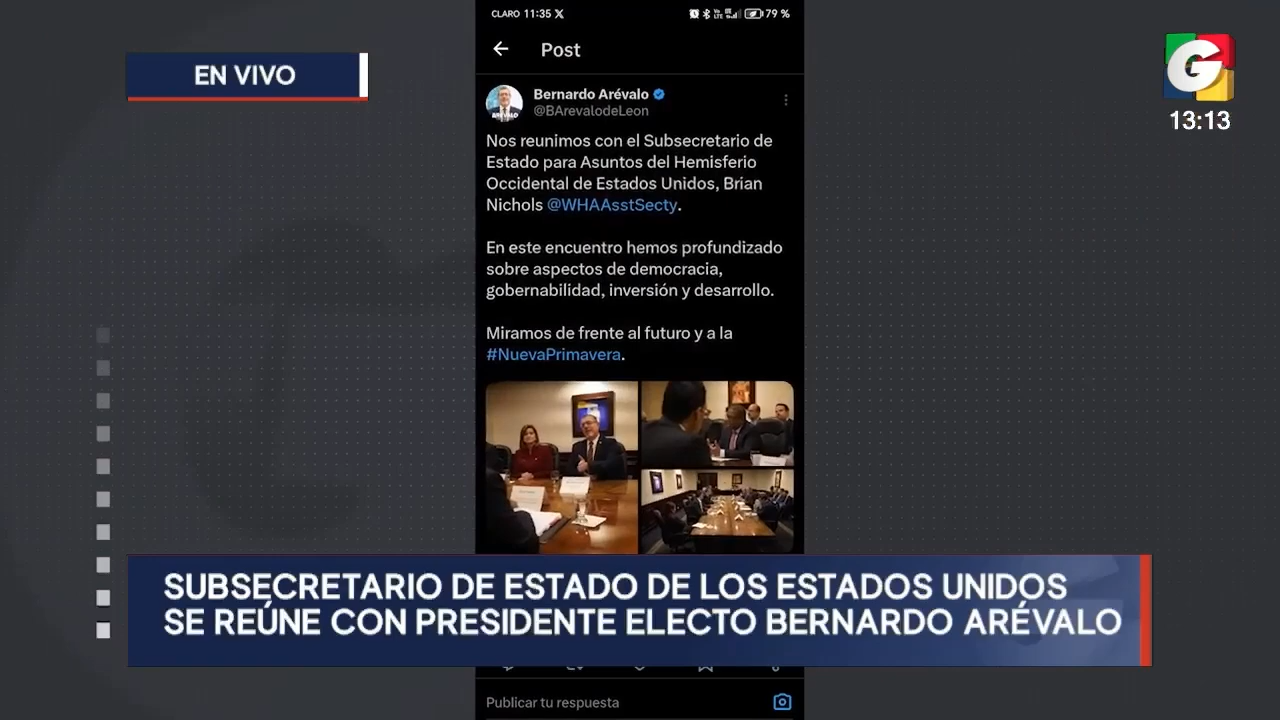 CLARO 11:35 X
79 %
Post
EN VIVO
G
13:13
Bernardo Arévalo
@BArevalodeLeon
Nos reunimos con el Subsecretario de
Estado para Asuntos del Hemisferio
Occidental de Estados Unidos, Brian
Nichols @WHAAsstSecty.
En este encuentro hemos profundizado
sobre aspectos de democracia,
gobernabilidad, inversión y desarrollo.
Miramos de frente al futuro y a la
#NuevaPrimavera.
SUBSECRETARIO DE ESTADO DE LOS ESTADOS UNIDOS
SE REÚNE CON PRESIDENTE ELECTO BERNARDO ARÉVALO
Publicar tu respuesta